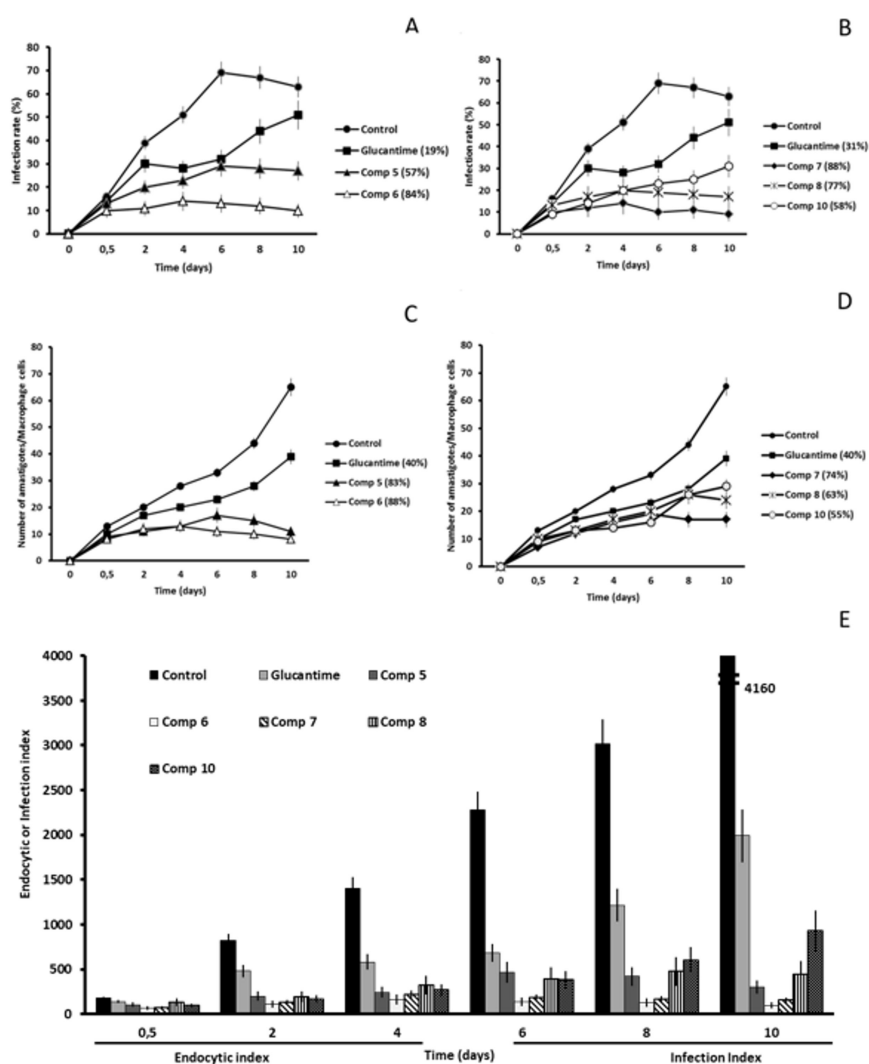 A
Infection rate (%)
80
70
60
50
40
30
20
10
0
0 0,5 2 4 6 8 10
Time (days)
Control
Glucantime (19%)
Comp 5 (57%)
Comp 6 (84%)
B
Infection rate (%)
80
70
60
50
40
30
20
10
0
0 0,5 2 4 6 8 10
Time (days)
Control
Glucantime (31%)
Comp 7 (88%)
Comp 8 (77%)
Comp 10 (58%)
C
Number of amastigotes/Macrophage cells
80
70
60
50
40
30
20
10
0
0 0,5 2 4 6 8 10
Time (days)
Control
Glucantime (40%)
Comp 5 (83%)
Comp 6 (88%)
D
Number of amastigotes/Macrophage cells
80
70
60
50
40
30
20
10
0
0 0,5 2 4 6 8 10
Time (days)
Control
Glucantime (40%)
Comp 7 (74%)
Comp 8 (63%)
Comp 10 (55%)
E
Endocytic or Infection index
4000
3500
3000
2500
2000
1500
1000
500
0
Control Glucantime Comp 5
Comp 6 Comp 7 Comp 8
Comp 10
4160
0,5 2 4 6 8 10
Endocytic index Time (days) Infection Index